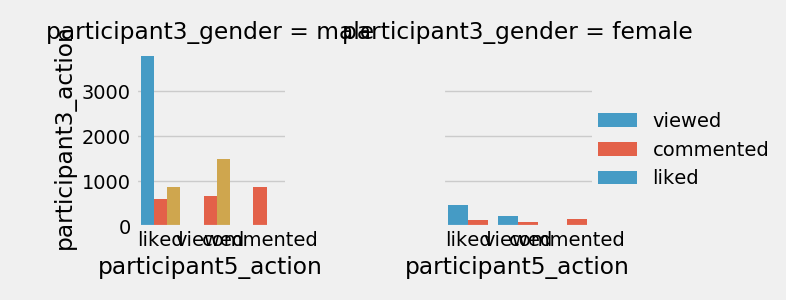 participant3_gender = male
participant3_gender = female
participant3_action
3000
2000
1000
0
liked
viewed
commented
participant5_action
liked
viewed
commented
participant5_action
viewed
commented
liked